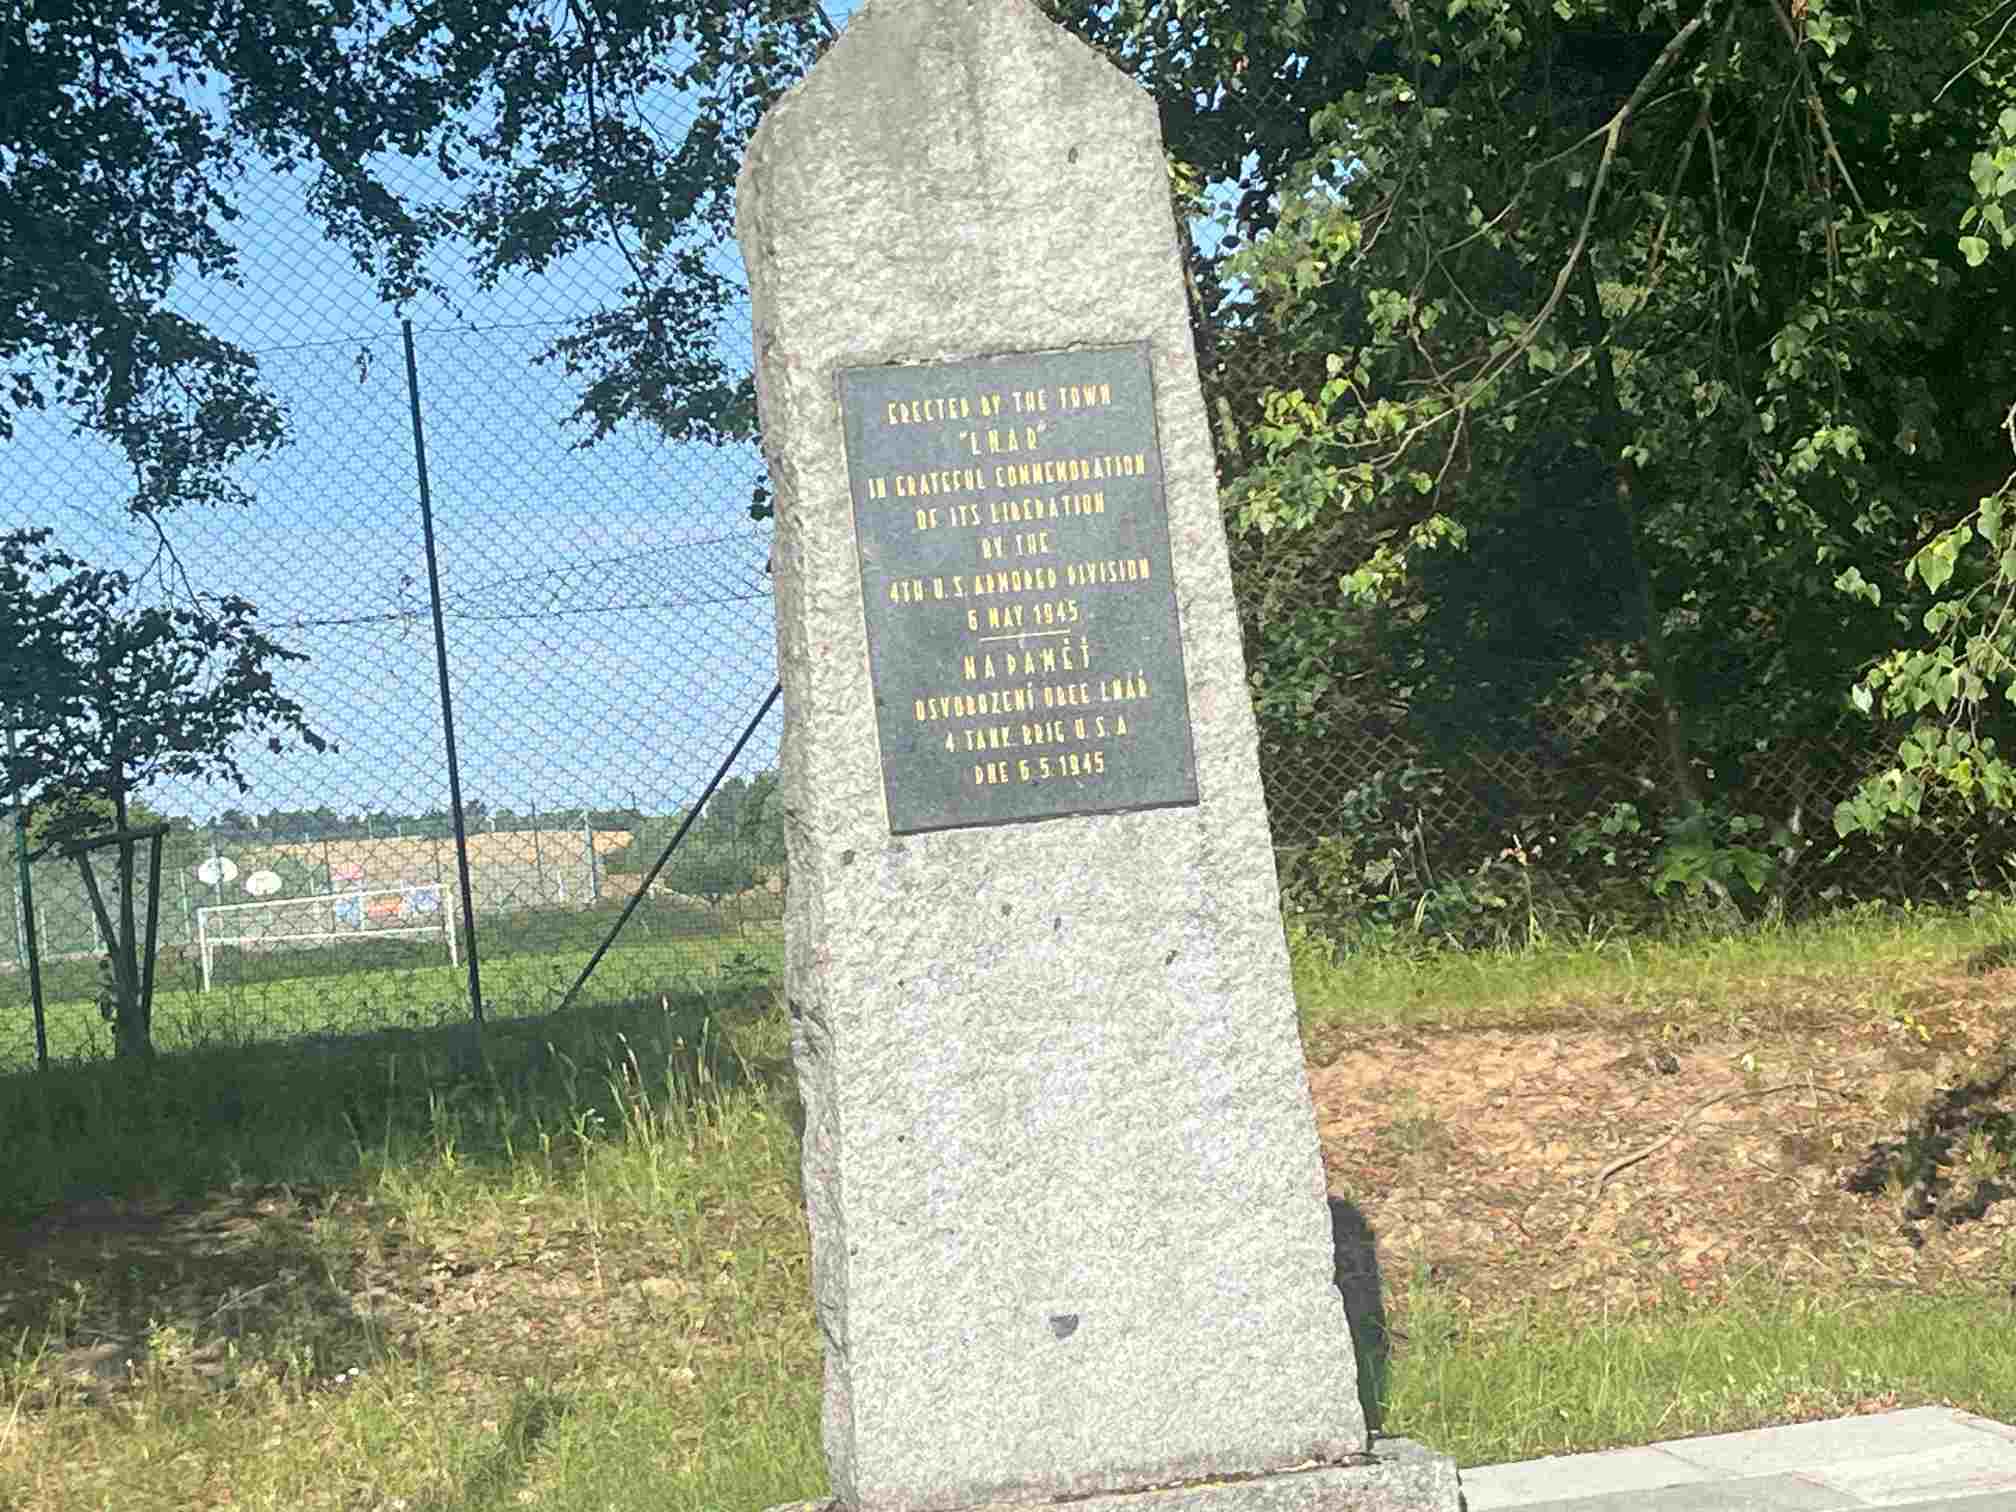 ERECTED BY THE TOWN
"LNAR"
IN GRATEFUL COMMEMORATION
OF ITS LIBERATION
BY THE
4TH U.S. ARMORED DIVISION
6 MAY 1945
NA PAMĚŤ
OSVOBOZENÍ OBCE LNÁŘ
4 TANK. BRIG U.S.A
DNE 6.5.1945